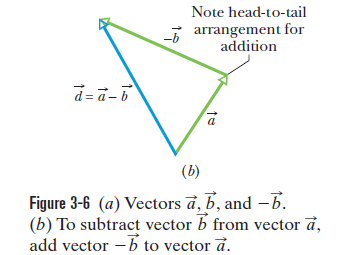 Note head-to-tail
arrangement for
addition
−b⃗
d⃗ = a⃗ − b⃗
a⃗
(b)
Figure 3-6 (a) Vectors a⃗, b⃗, and −b⃗.
(b) To subtract vector b⃗ from vector a⃗,
add vector −b⃗ to vector a⃗.